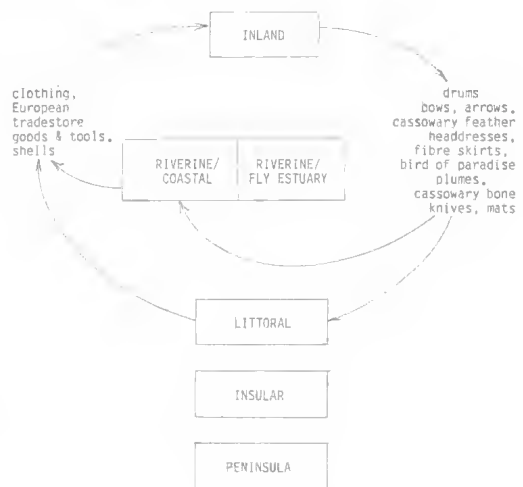 INLAND
clothing,
European
tradestore
goods & tools,
shells
drums
bows, arrows,
cassowary feather
headdresses,
fibre skirts,
bird of paradise
plumes,
cassowary bone
knives, mats
RIVERINE/
COASTAL
RIVERINE/
FLY ESTUARY
LITTORAL
INSULAR
PENINSULA